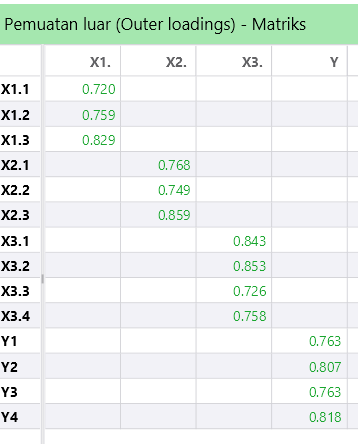 Pemuatan luar (Outer loadings) - Matriks
X1. X2. X3. Y
X1.1 0.720
X1.2 0.759
X1.3 0.829
X2.1 0.768
X2.2 0.749
X2.3 0.859
X3.1 0.843
X3.2 0.853
X3.3 0.726
X3.4 0.758
Y1 0.763
Y2 0.807
Y3 0.763
Y4 0.818